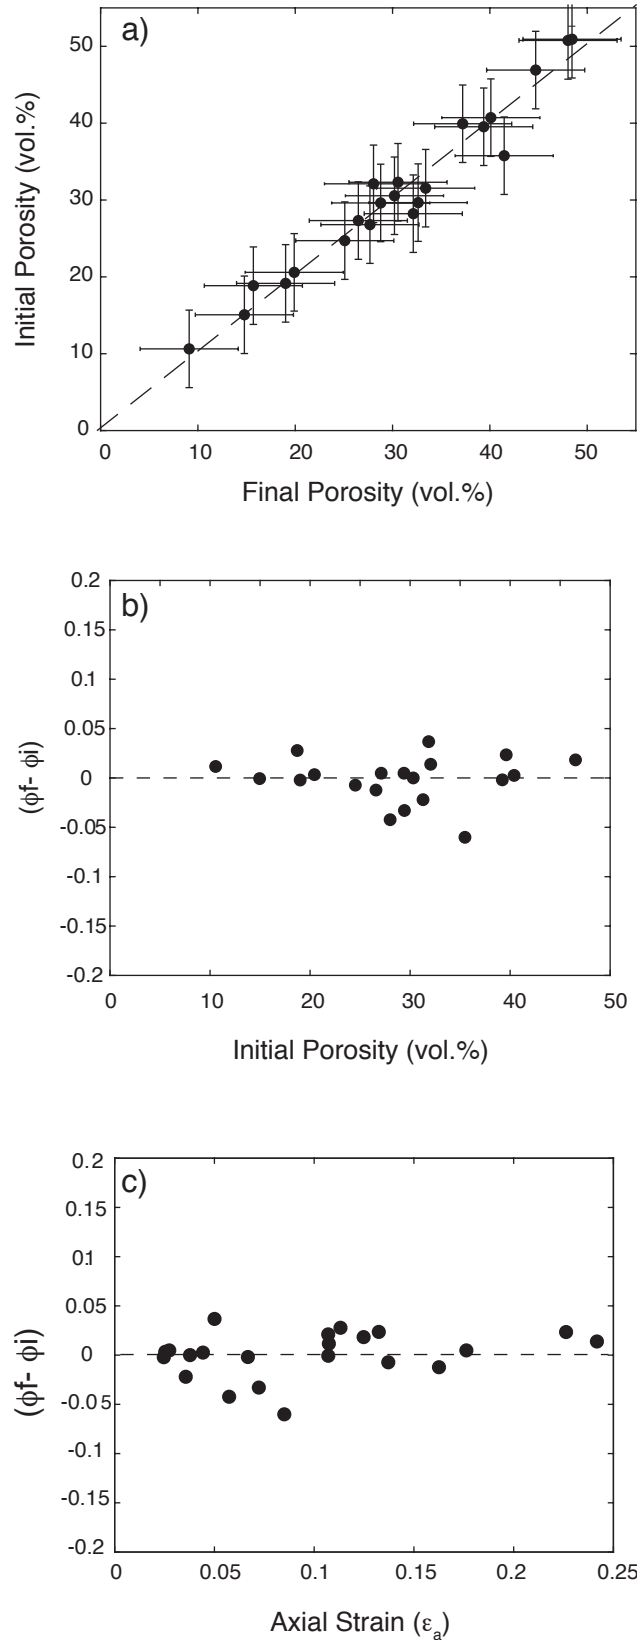 a)
50
40
30
20
10
0
Initial Porosity (vol.%)
0 10 20 30 40 50
Final Porosity (vol.%)
b)
0.2
0.15
0.1
0.05
0
-0.05
-0.1
-0.15
-0.2
(ϕf- ϕi)
0 10 20 30 40 50
Initial Porosity (vol.%)
c)
0.2
0.15
0.1
0.05
0
-0.05
-0.1
-0.15
-0.2
(ϕf- ϕi)
0 0.05 0.1 0.15 0.2 0.25
Axial Strain (εa)